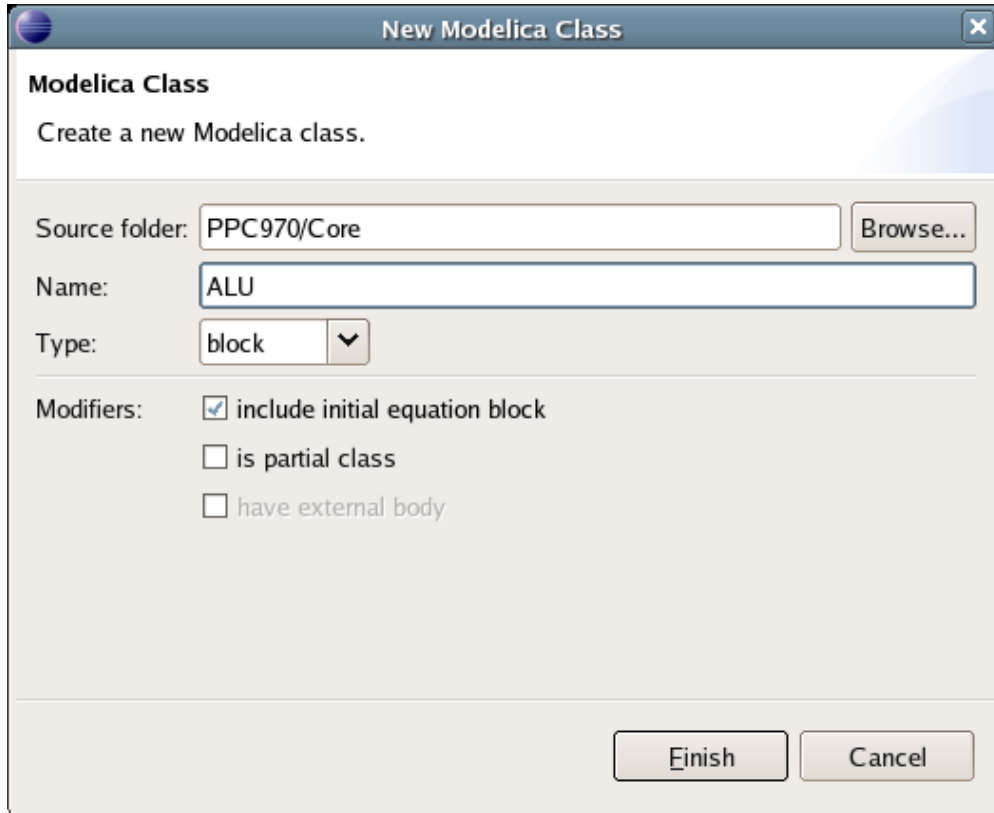 New Modelica Class
Modelica Class
Create a new Modelica class.
Source folder: PPC970/Core Browse...
Name: ALU
Type: block
Modifiers: include initial equation block
is partial class
have external body
Finish Cancel